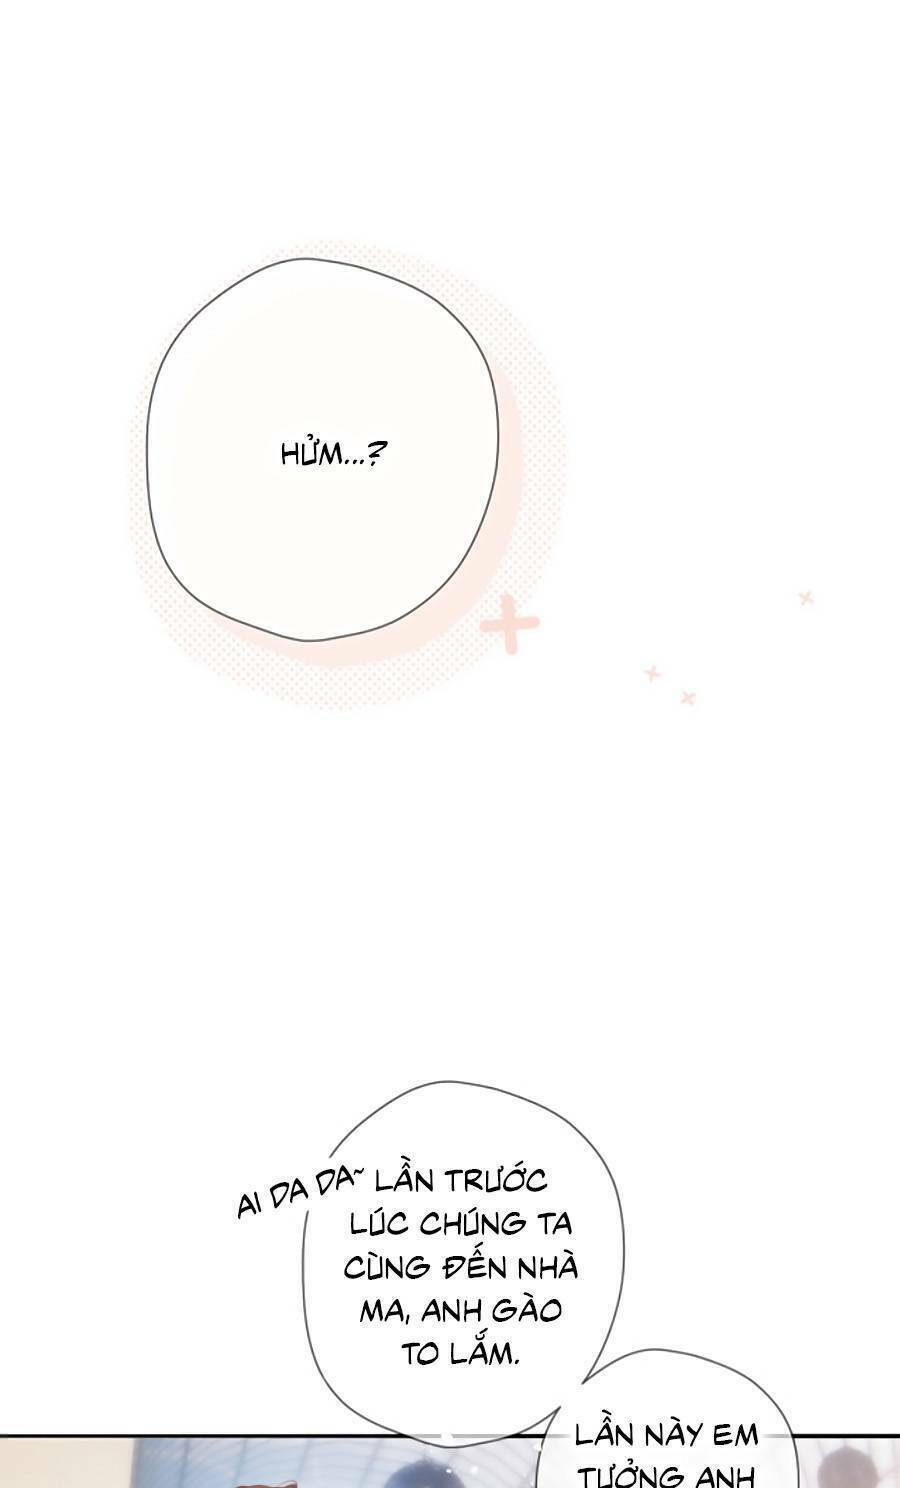 HỬM...?
AI DA DA~ LẦN TRƯỚC
LÚC CHÚNG TA
CÙNG ĐẾN NHÀ
MA, ANH GÀO
TO LẮM.
LẦN NÀY EM
TƯỞNG ANH